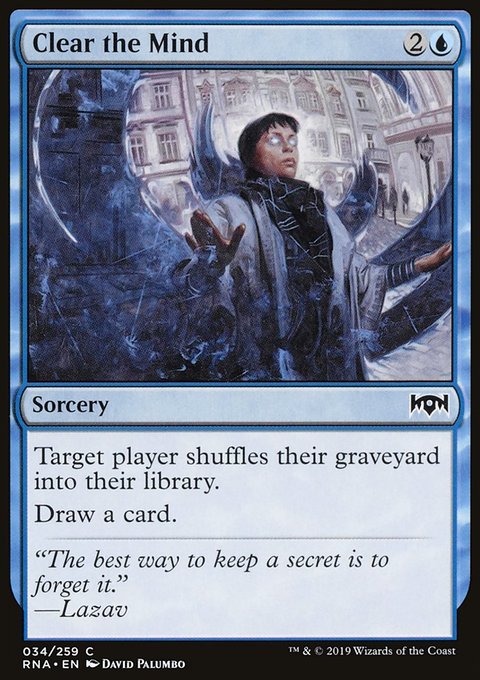 Clear the Mind 2
Sorcery
Target player shuffles their graveyard
into their library.
Draw a card.
"The best way to keep a secret is to
forget it."
—Lazav
034/259 C
RNA • EN David Palumbo
™ & © 2019 Wizards of the Coast